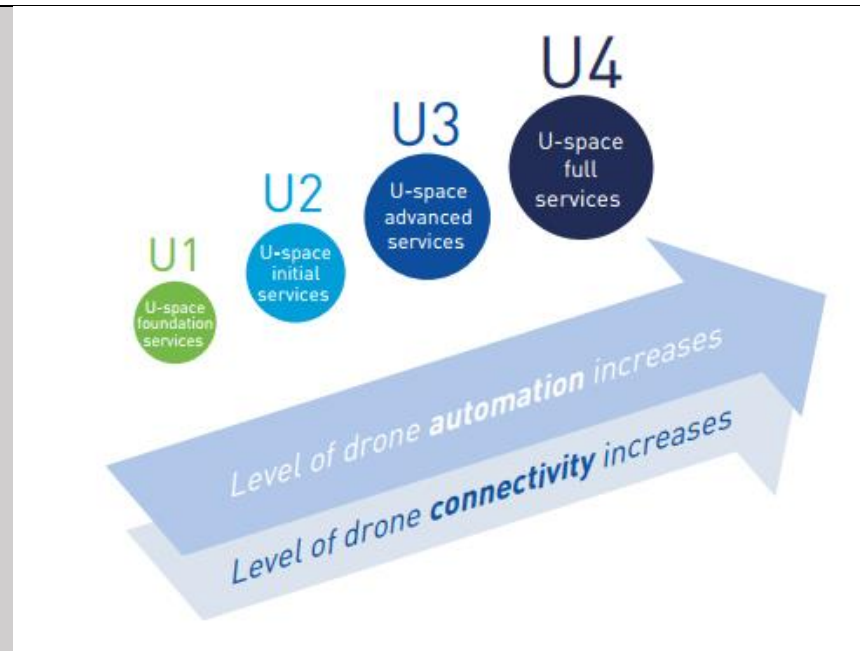 U4
U-space
full
services
U3
U-space
advanced
services
U2
U-space
initial
services
U1
U-space
foundation
services
Level of drone automation increases
Level of drone connectivity increases